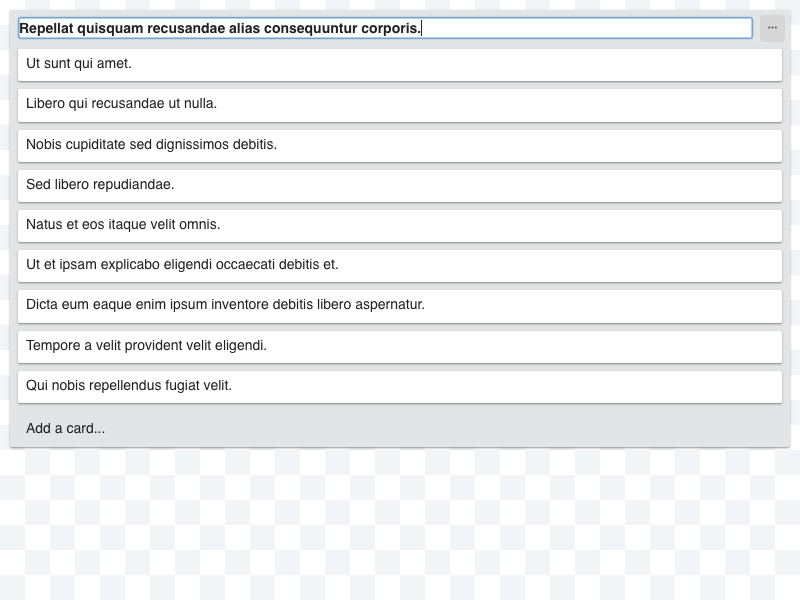 Repellat quisquam recusandae alias consequuntur corporis.
Ut sunt qui amet.
Libero qui recusandae ut nulla.
Nobis cupiditate sed dignissimos debitis.
Sed libero repudiandae.
Natus et eos itaque velit omnis.
Ut et ipsam explicabo eligendi occaecati debitis et.
Dicta eum eaque enim ipsum inventore debitis libero aspernatur.
Tempore a velit provident velit eligendi.
Qui nobis repellendus fugiat velit.
Add a card...